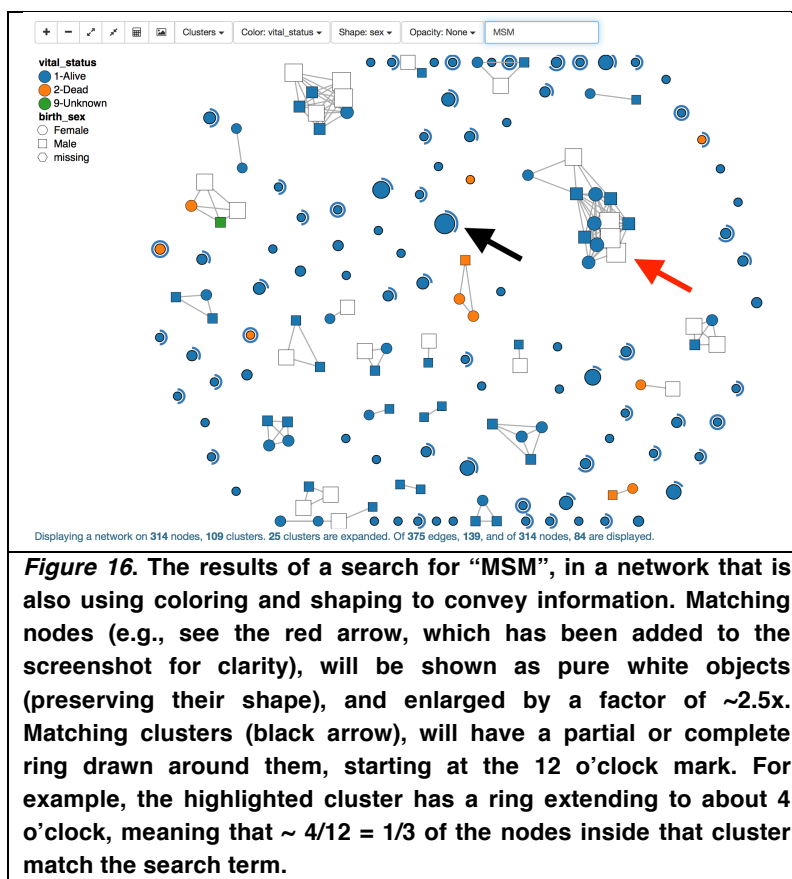 Clusters
Color: vital_status
Shape: sex
Opacity: None
MSM
vital_status
1-Alive
2-Dead
9-Unknown
birth_sex
Female
Male
missing
Displaying a network on 314 nodes, 109 clusters. 25 clusters are expanded. Of 375 edges, 139, and of 314 nodes, 84 are displayed.
Figure 16. The results of a search for “MSM”, in a network that is
also using coloring and shaping to convey information. Matching
nodes (e.g., see the red arrow, which has been added to the
screenshot for clarity), will be shown as pure white objects
(preserving their shape), and enlarged by a factor of ~2.5x.
Matching clusters (black arrow), will have a partial or complete
ring drawn around them, starting at the 12 o’clock mark. For
example, the highlighted cluster has a ring extending to about 4
o’clock, meaning that ~ 4/12 = 1/3 of the nodes inside that cluster
match the search term.